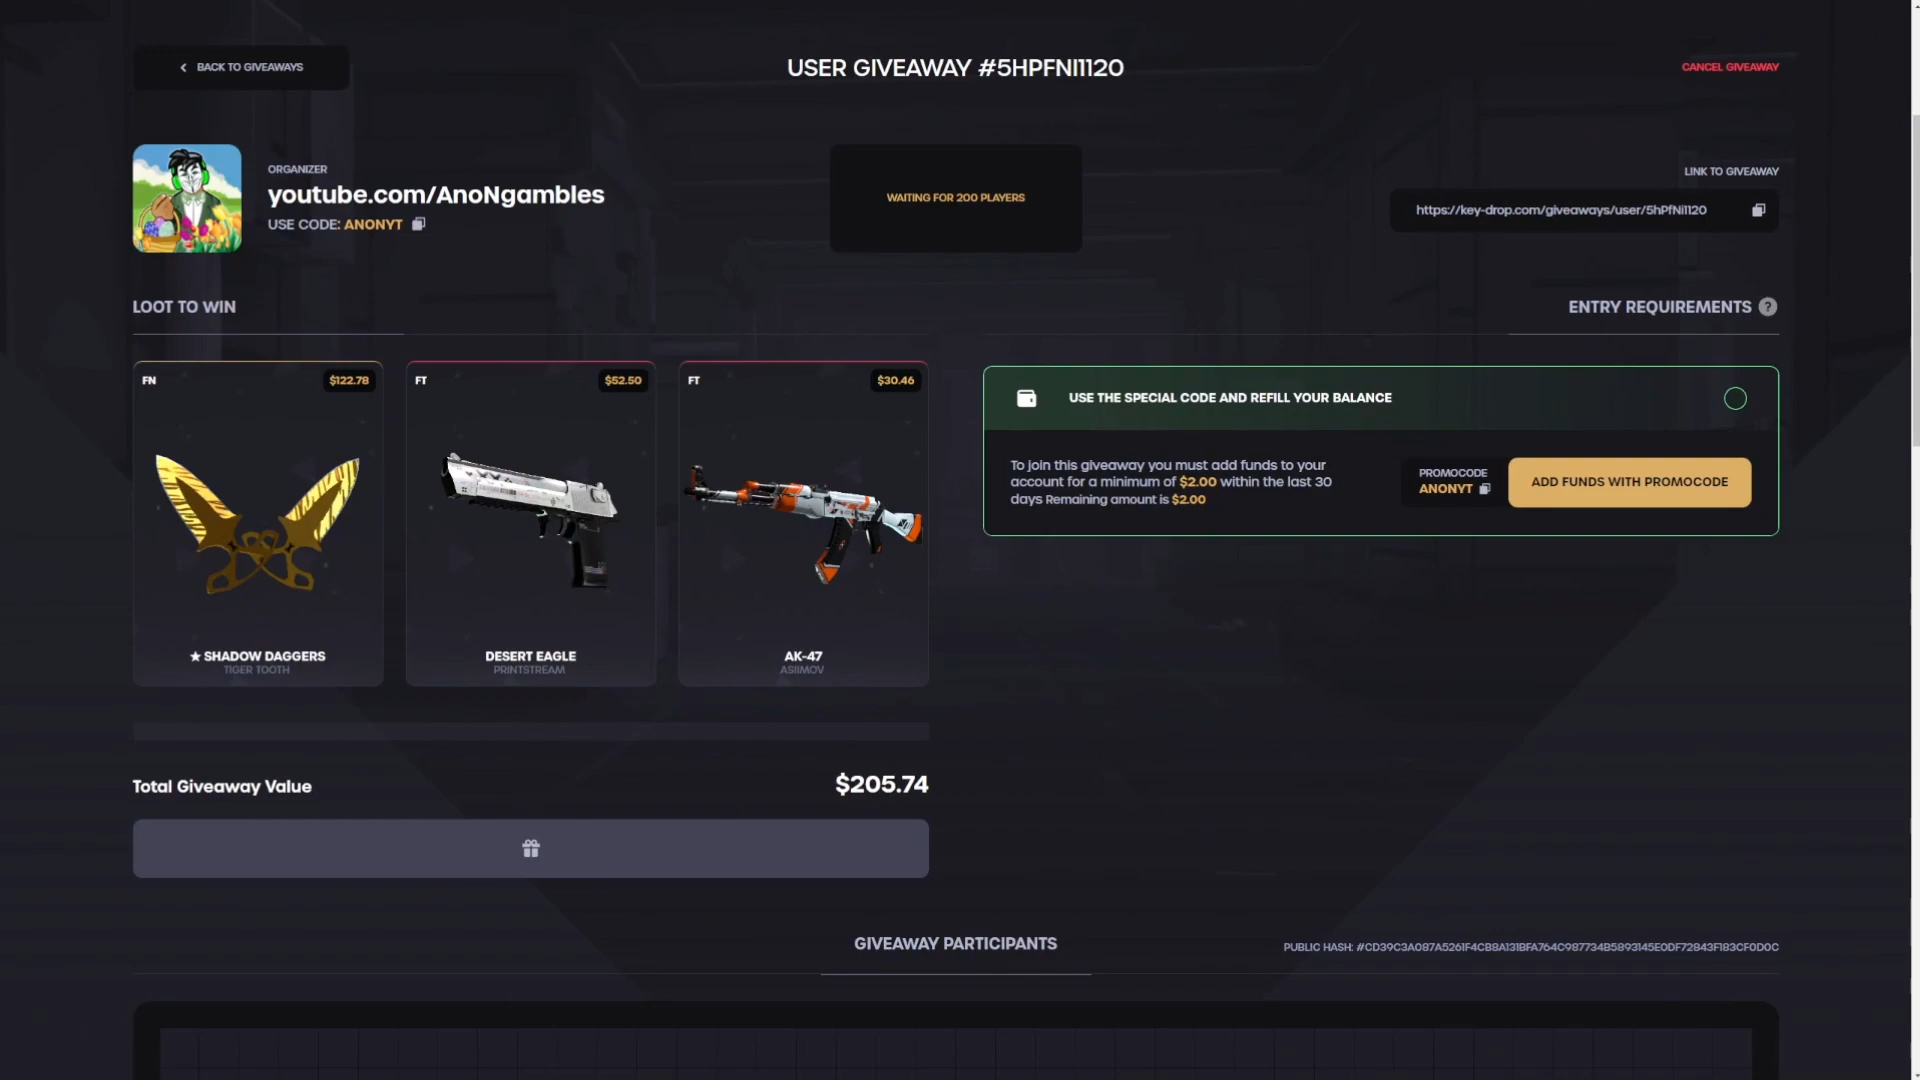 BACK TO GIVEAWAYS
USER GIVEAWAY #5HPFNI1120
CANCEL GIVEAWAY
ORGANIZER
youtube.com/AnoNgambles
USE CODE: ANONYT
WAITING FOR 200 PLAYERS
LINK TO GIVEAWAY
https://key-drop.com/giveaways/user/5hPfNi1120
LOOT TO WIN
ENTRY REQUIREMENTS ?
FN
$122.78
FT
$52.50
FT
$30.46
★ SHADOW DAGGERS
TIGER TOOTH
DESERT EAGLE
PRINTSTREAM
AK-47
ASIIMOV
USE THE SPECIAL CODE AND REFILL YOUR BALANCE
To join this giveaway you must add funds to your
account for a minimum of $2.00 within the last 30
days Remaining amount is $2.00
PROMOCODE
ANONYT
ADD FUNDS WITH PROMOCODE
Total Giveaway Value
$205.74
GIVEAWAY PARTICIPANTS
PUBLIC HASH: #CD39C3A087A5261F4CB8A131BFA764C987734B5893145E0DF72843F183CF0D0C